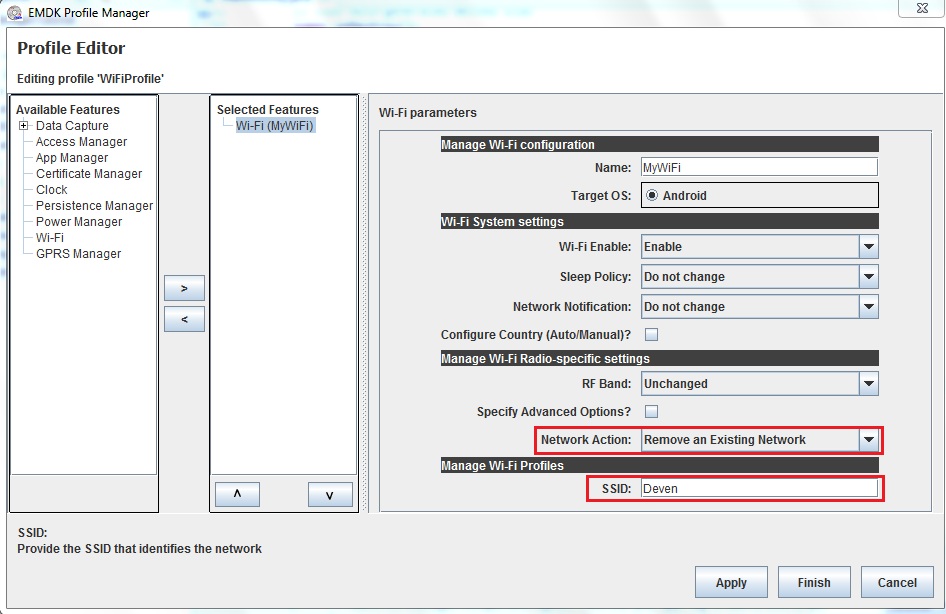 EMDK Profile Manager
Profile Editor
Editing profile 'WiFiProfile'
Available Features
Data Capture
Access Manager
App Manager
Certificate Manager
Clock
Persistence Manager
Power Manager
Wi-Fi
GPRS Manager
>
<
Selected Features
Wi-Fi (MyWiFi)
Wi-Fi parameters
Manage Wi-Fi configuration
Name: MyWiFi
Target OS: Android
Wi-Fi System settings
Wi-Fi Enable: Enable
Sleep Policy: Do not change
Network Notification: Do not change
Configure Country (Auto/Manual)?
Manage Wi-Fi Radio-specific settings
RF Band: Unchanged
Specify Advanced Options?
Network Action: Remove an Existing Network
Manage Wi-Fi Profiles
SSID: Deven
SSID:
Provide the SSID that identifies the network
Apply Finish Cancel